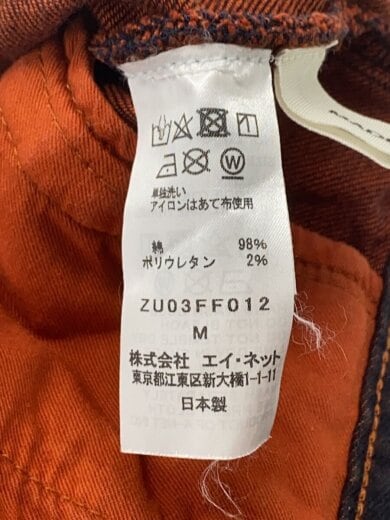 単独洗い
アイロンはあて布使用
綿 98%
ポリウレタン 2%
ZU03FF012
M
株式会社 エイ・ネット
東京都江東区新大橋1-1-11
日本製